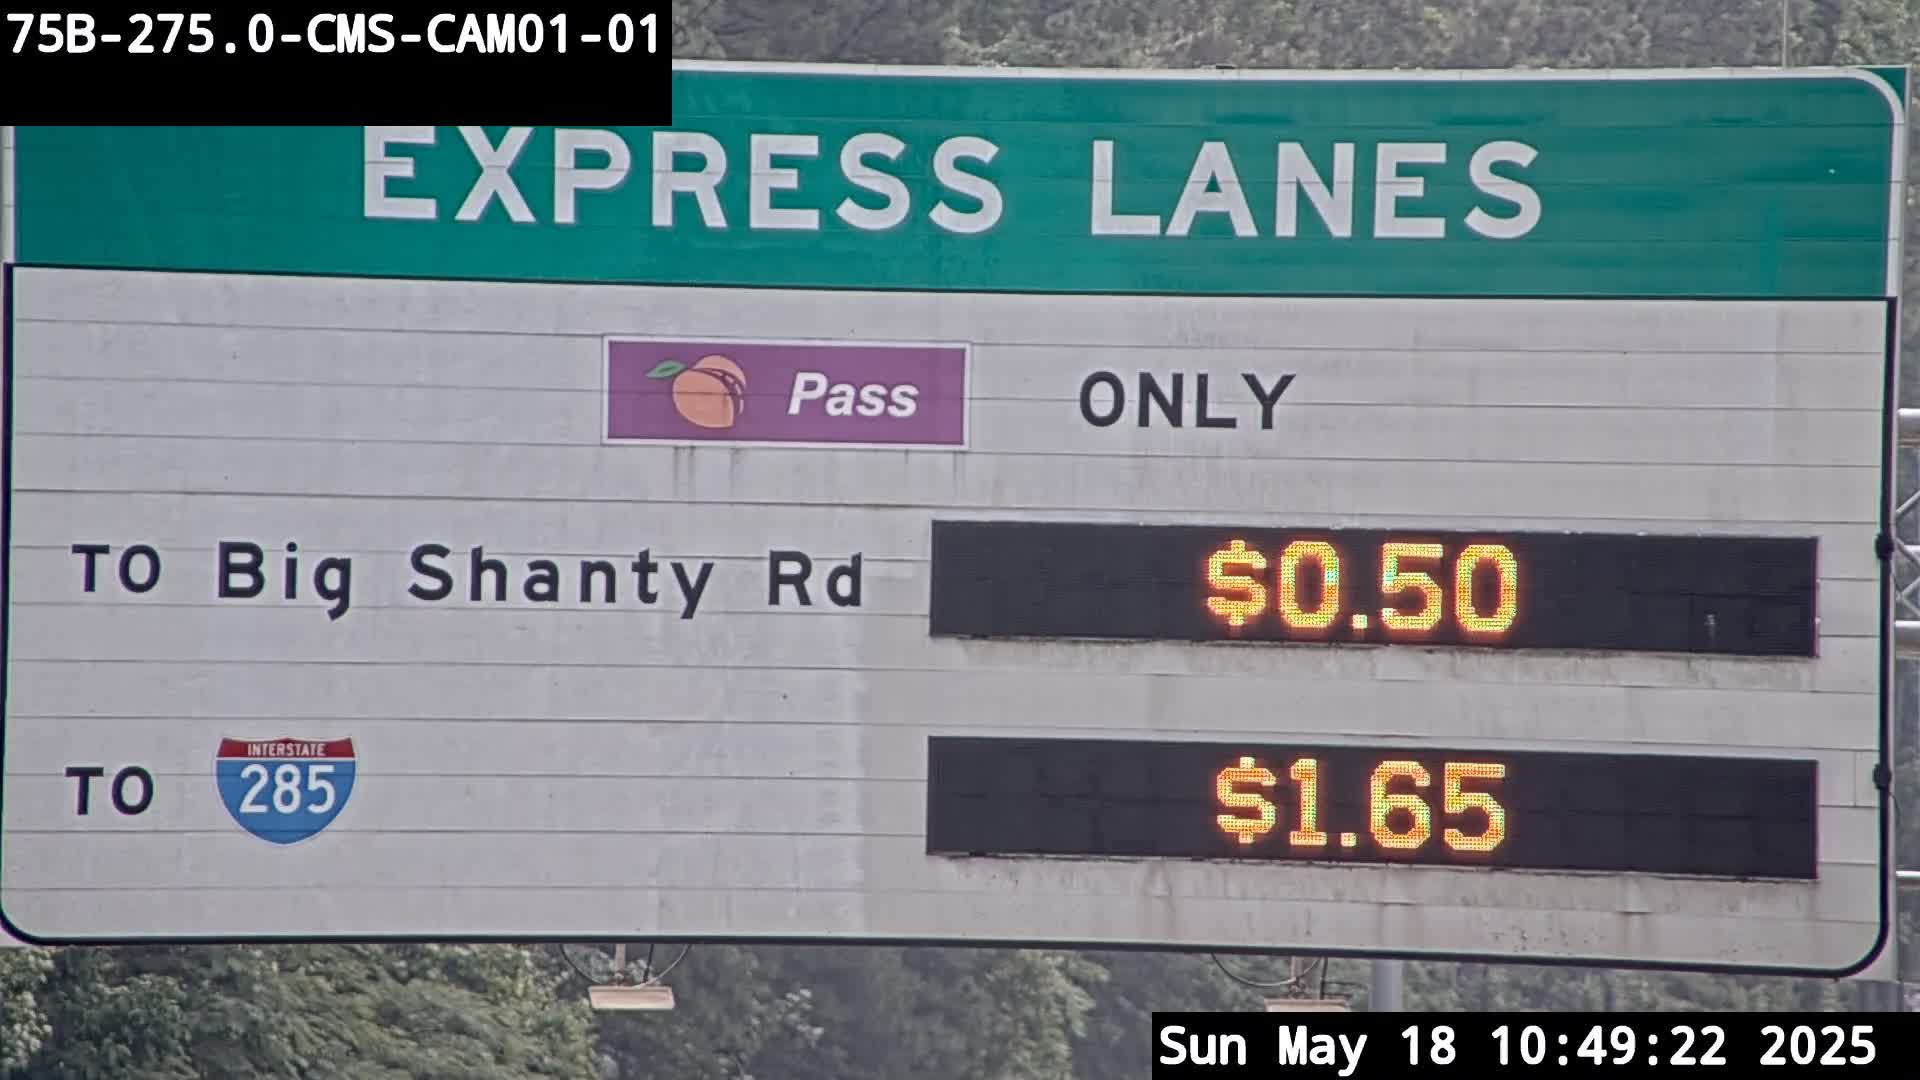 75B-275.0-CMS-CAM01-01
EXPRESS LANES
Pass ONLY
TO Big Shanty Rd $0.50
INTERSTATE
TO 285 $1.65
Sun May 18 10:49:22 2025